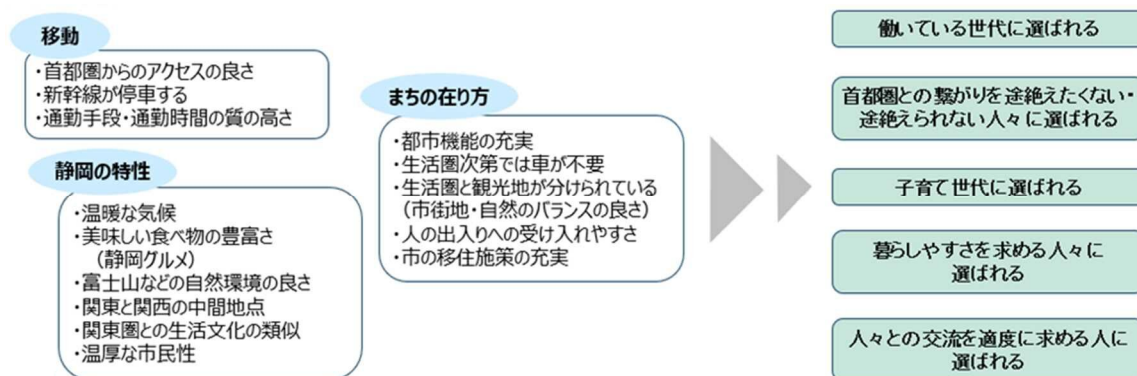 移動
・首都圏からのアクセスの良さ
・新幹線が停車する
・通勤手段・通勤時間の質の高さ
静岡の特性
・温暖な気候
・美味しい食べ物の豊富さ
（静岡グルメ）
・富士山などの自然環境の良さ
・関東と関西の中間地点
・関東圏との生活文化の類似
・温厚な市民性
まちの在り方
・都市機能の充実
・生活圏次第では車が不要
・生活圏と観光地が分けられている
（市街地・自然のバランスの良さ）
・人の出入りへの受け入れやすさ
・市の移住施策の充実
働いている世代に選ばれる
首都圏との繋がりを途絶えたくない・
途絶えられない人々に選ばれる
子育て世代に選ばれる
暮らしやすさを求める人々に
選ばれる
人々との交流を適度に求める人に
選ばれる